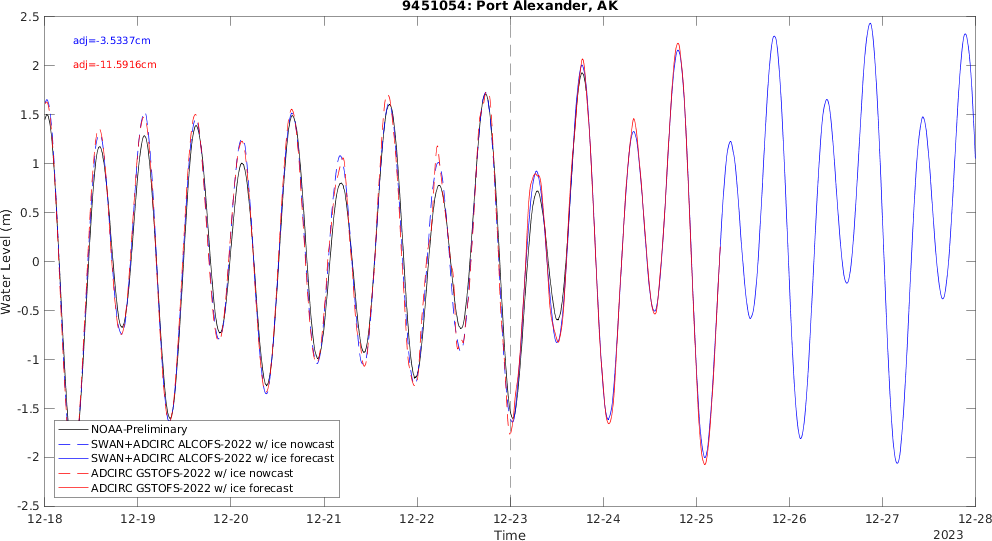 9451054: Port Alexander, AK
adj=-3.5337cm
adj=-11.5916cm
Water Level (m)
2.5
2
1.5
1
0.5
0
-0.5
-1
-1.5
-2
-2.5
NOAA-Preliminary
SWAN+ADCIRC ALCOFS-2022 w/ ice nowcast
SWAN+ADCIRC ALCOFS-2022 w/ ice forecast
ADCIRC GSTOFS-2022 w/ ice nowcast
ADCIRC GSTOFS-2022 w/ ice forecast
12-18 12-19 12-20 12-21 12-22 12-23 12-24 12-25 12-26 12-27 12-28
Time
2023